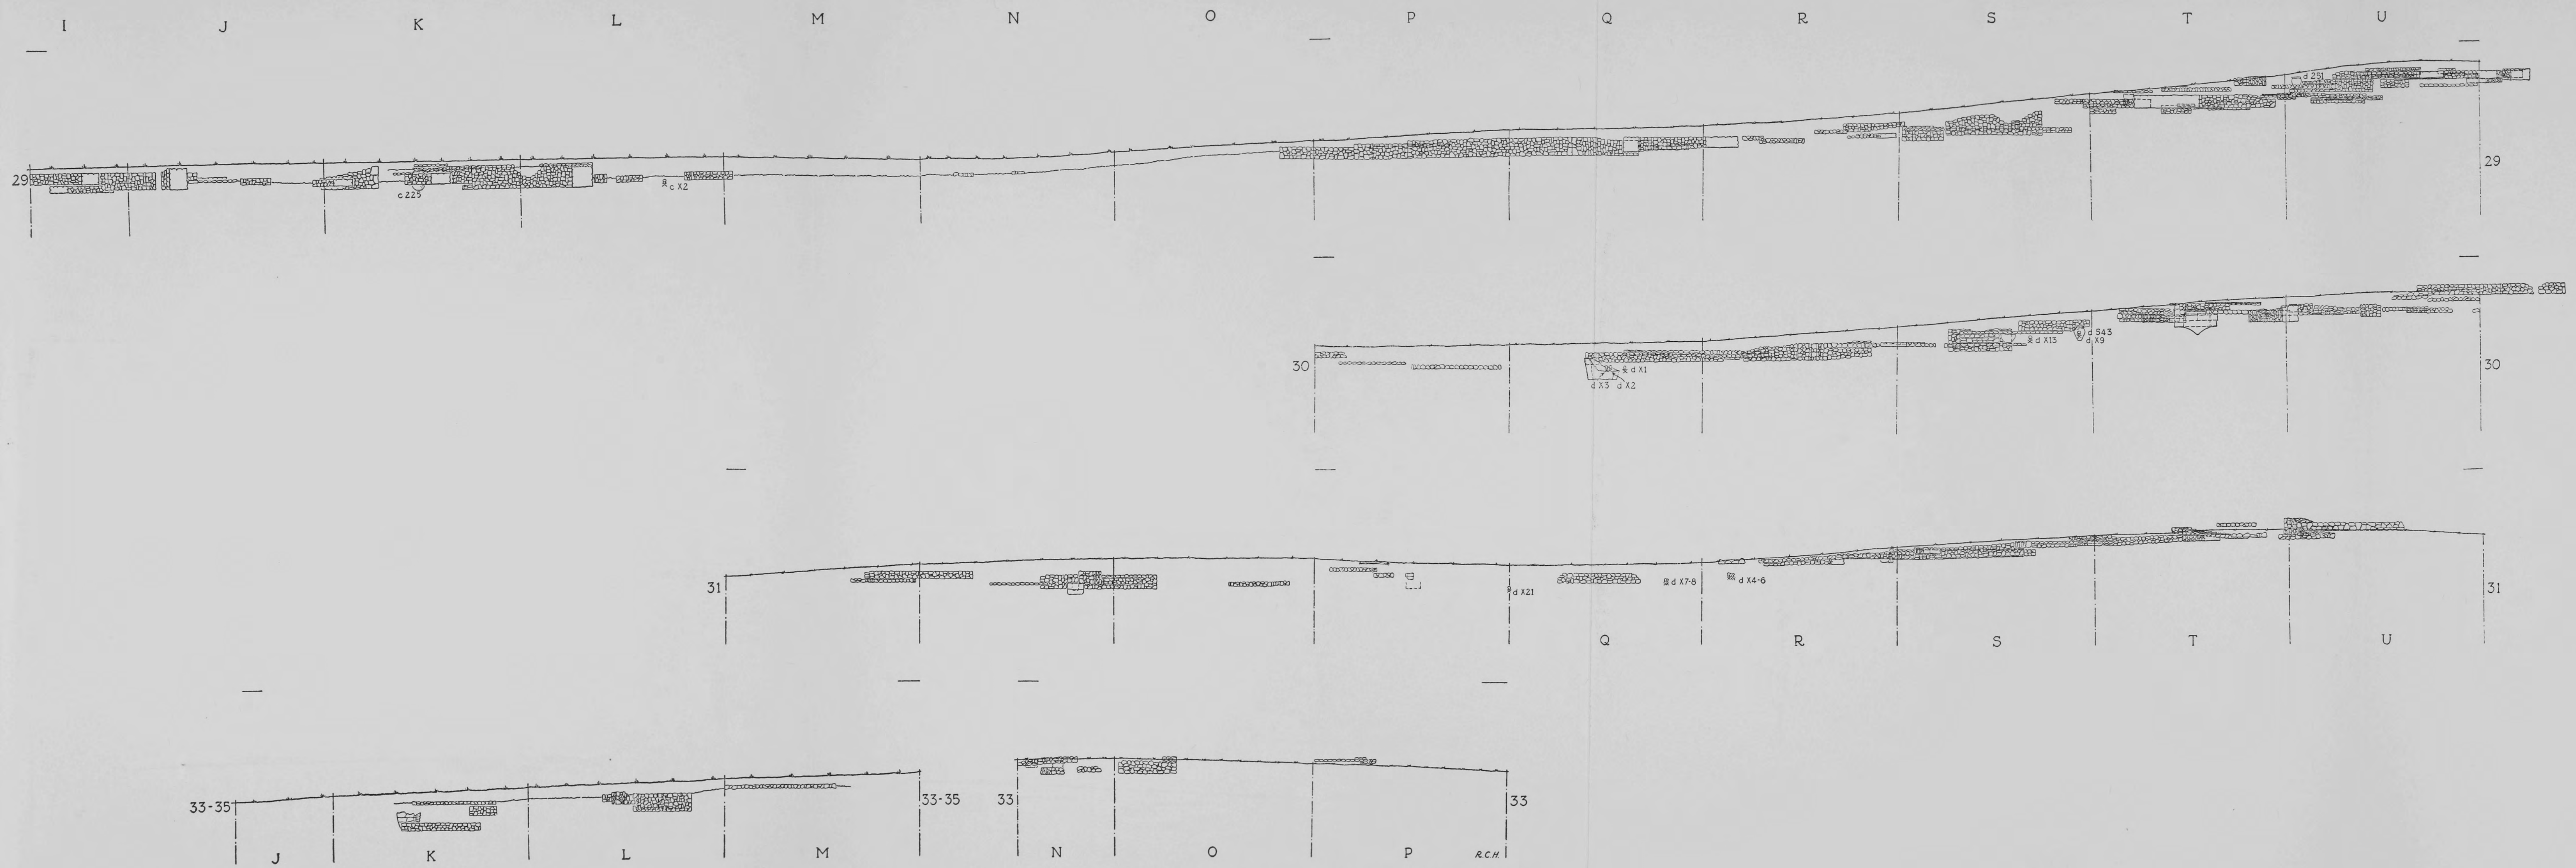 I J K L M N O P Q R S T U
d 291
29 29
c X2
c 225
d S43
d X13 d X9
30 30
d X1
d X3 d X2
31 d X7-8 d X4-6 31
d X21
Q R S T U
33-35 33-35 33 33
J K L M N O P R.C.H.